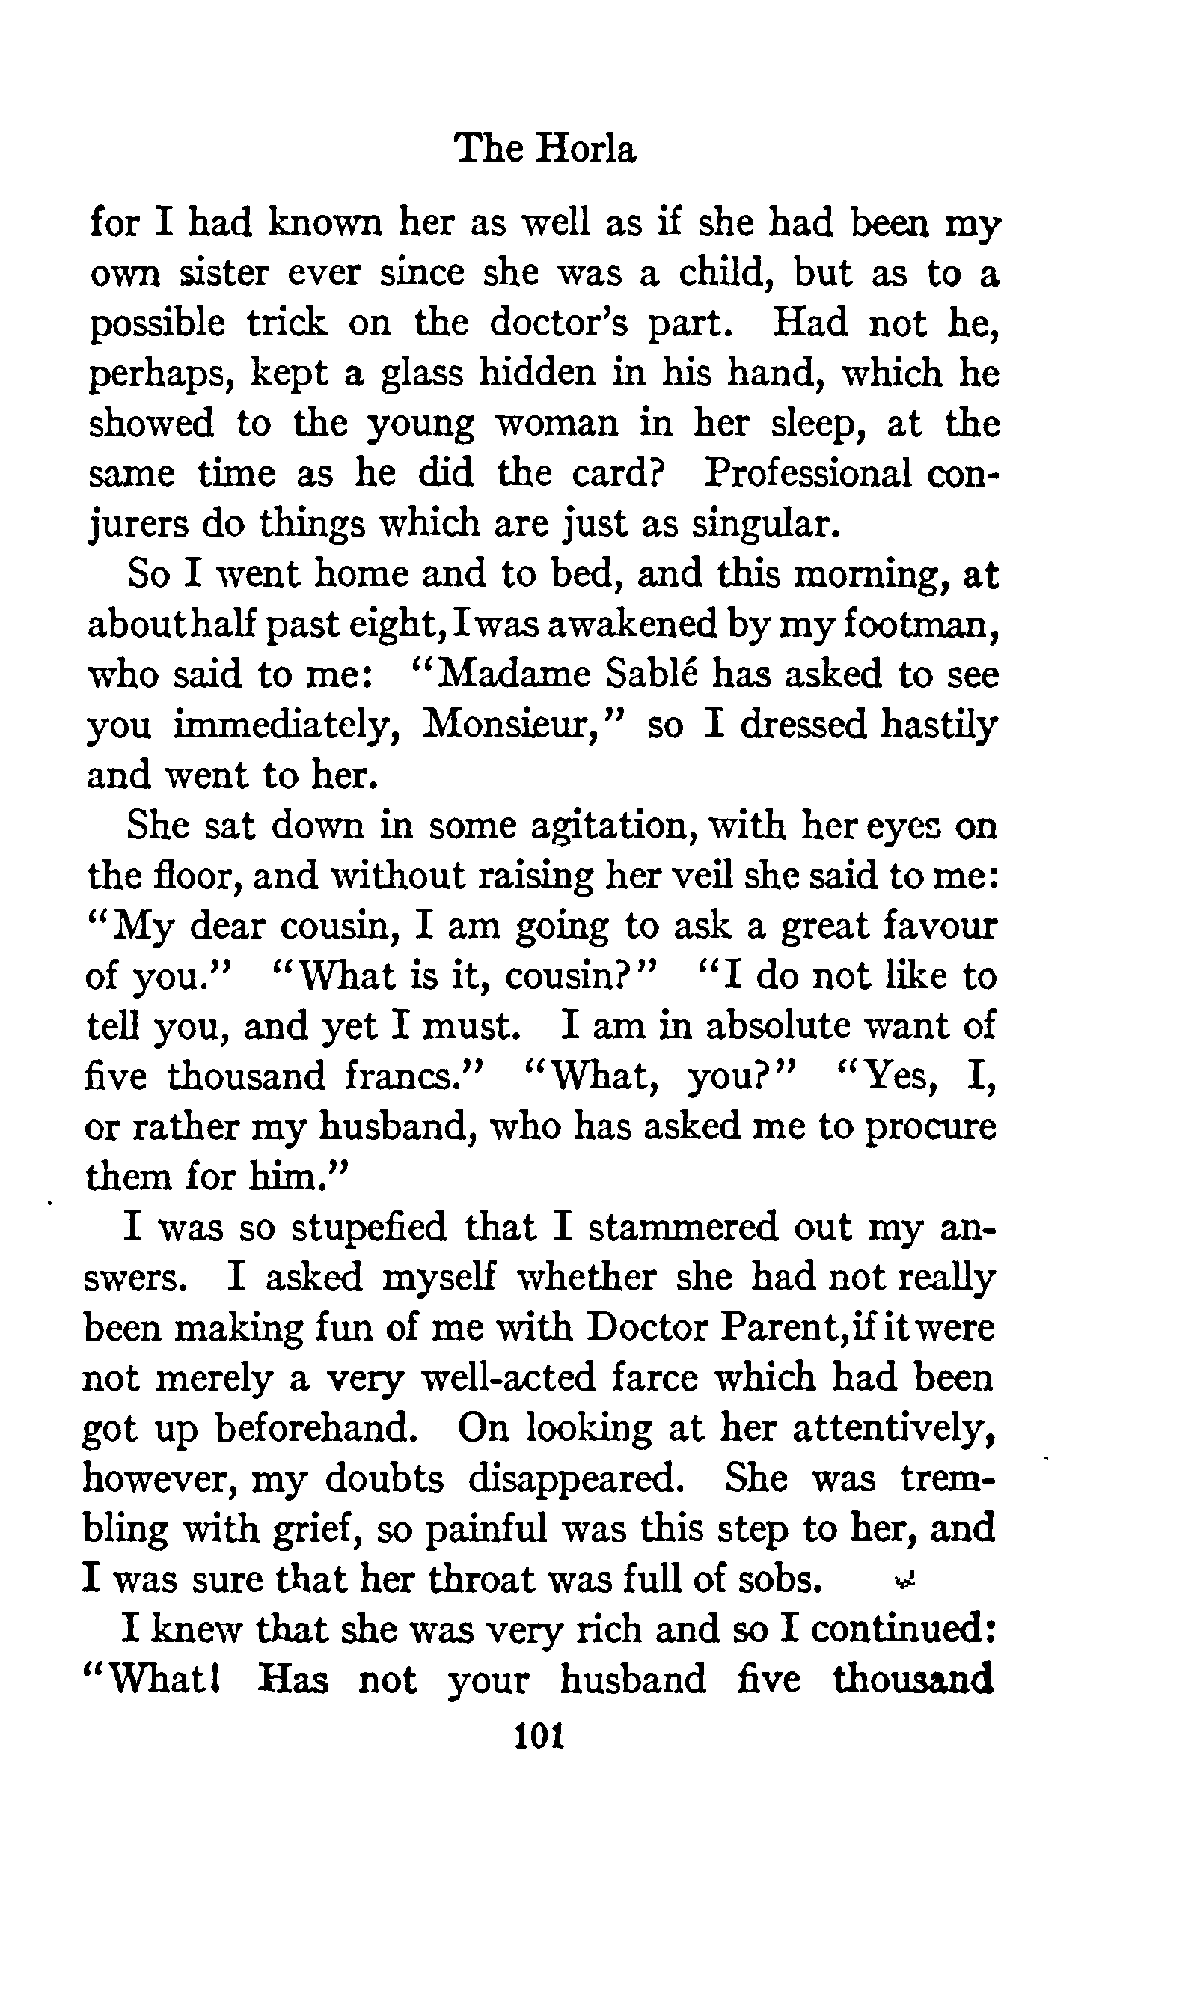 The Horla
for I had known her as well as if she had been my
own sister ever since she was a child, but as to a
possible trick on the doctor's part. Had not he,
perhaps, kept a glass hidden in his hand, which he
showed to the young woman in her sleep, at the
same time as he did the card? Professional con-
jurers do things which are just as singular.
So I went home and to bed, and this morning, at
about half past eight, I was awakened by my footman,
who said to me: "Madame Sablé has asked to see
you immediately, Monsieur," so I dressed hastily
and went to her.
She sat down in some agitation, with her eyes on
the floor, and without raising her veil she said to me:
"My dear cousin, I am going to ask a great favour
of you." "What is it, cousin?" "I do not like to
tell you, and yet I must. I am in absolute want of
five thousand francs." "What, you?" "Yes, I,
or rather my husband, who has asked me to procure
them for him."
I was so stupefied that I stammered out my an-
swers. I asked myself whether she had not really
been making fun of me with Doctor Parent, if it were
not merely a very well-acted farce which had been
got up beforehand. On looking at her attentively,
however, my doubts disappeared. She was trem-
bling with grief, so painful was this step to her, and
I was sure that her throat was full of sobs.
I knew that she was very rich and so I continued:
"What! Has not your husband five thousand
101